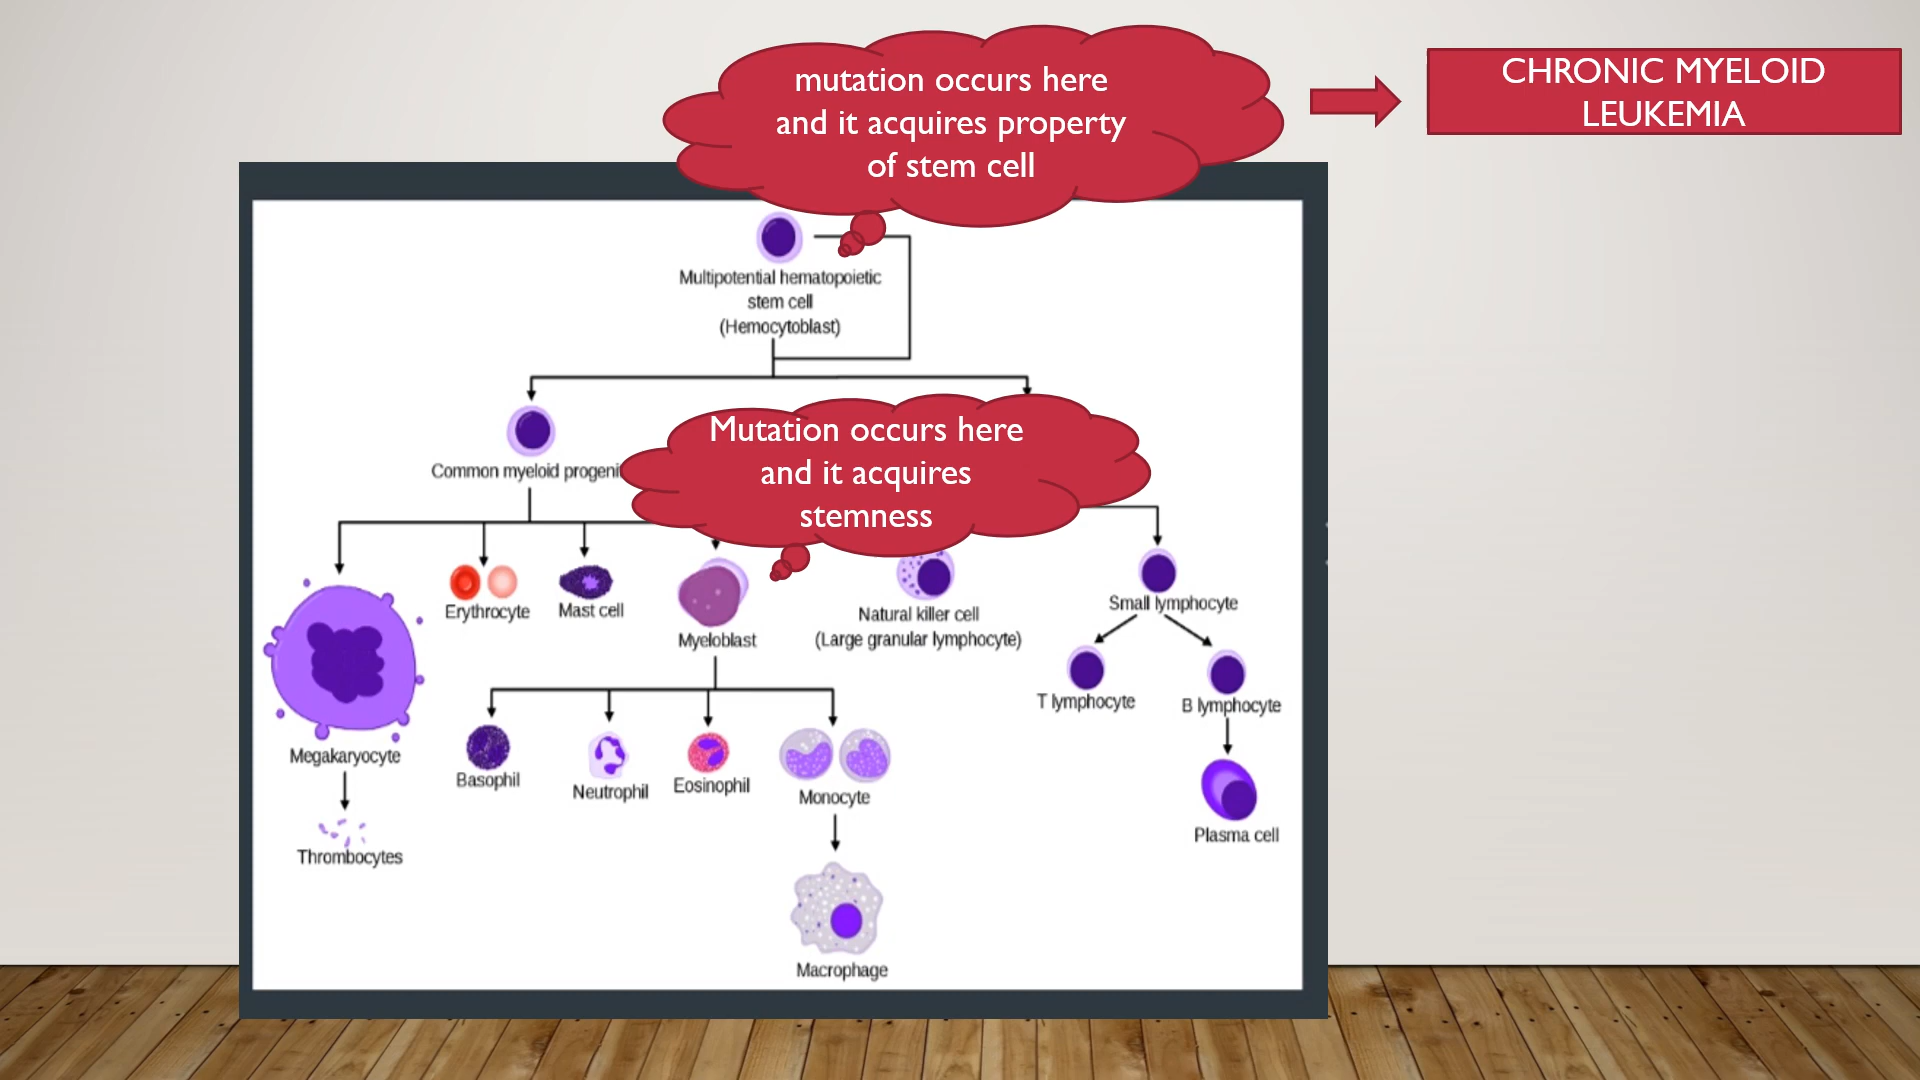 mutation occurs here
and it acquires property
of stem cell
CHRONIC MYELOID
LEUKEMIA
Multipotential hematopoietic
stem cell
(Hemocytoblast)
Mutation occurs here
and it acquires
stemness
Common myeloid
Erythrocyte
Mast cell
Myeloblast
Natural killer cell
(Large granular lymphocyte)
Small lymphocyte
T lymphocyte
B lymphocyte
Megakaryocyte
Basophil
Neutrophil
Eosinophil
Monocyte
Plasma cell
Thrombocytes
Macrophage